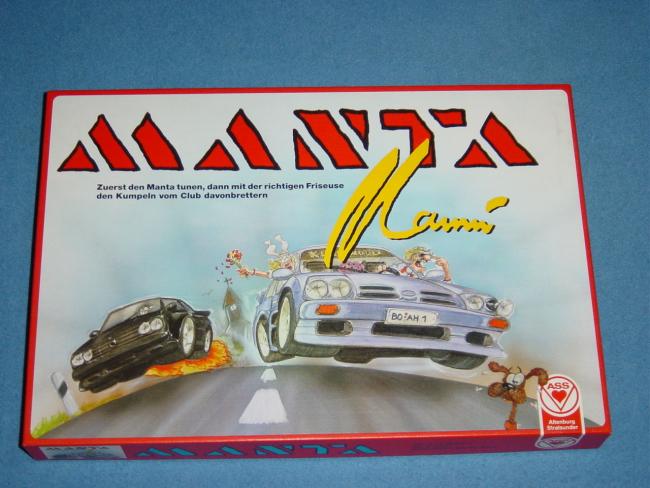 MANTA
Manni
Zuerst den Manta tunen, dann mit der richtigen Friseuse
den Kumpeln vom Club davonbrettern
BO:AH 1
ASS
Altenburg
Stralsunder
MANTA